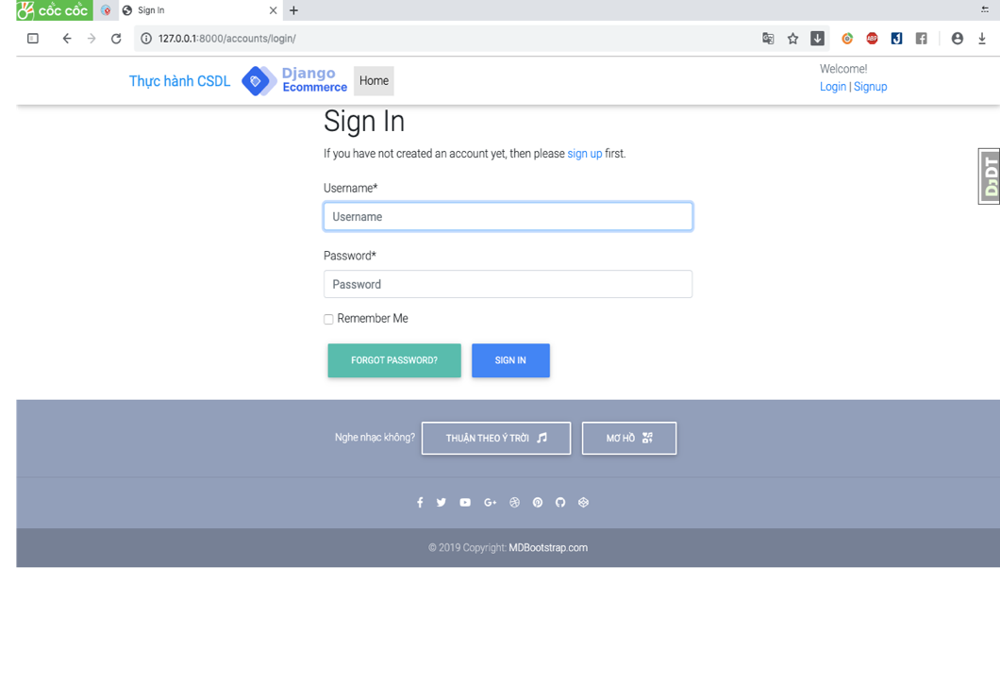 cốc cốc Sign In
127.0.0.1:8000/accounts/login/
ABP
Thực hành CSDL Django Ecommerce Home
Welcome!
Login | Signup
Sign In
If you have not created an account yet, then please sign up first.
DJDT
Username*
Username
Password*
Password
Remember Me
FORGOT PASSWORD? SIGN IN
Nghe nhạc không? THUẬN THEO Ý TRỜI MƠ HỒ
© 2019 Copyright: MDBootstrap.com